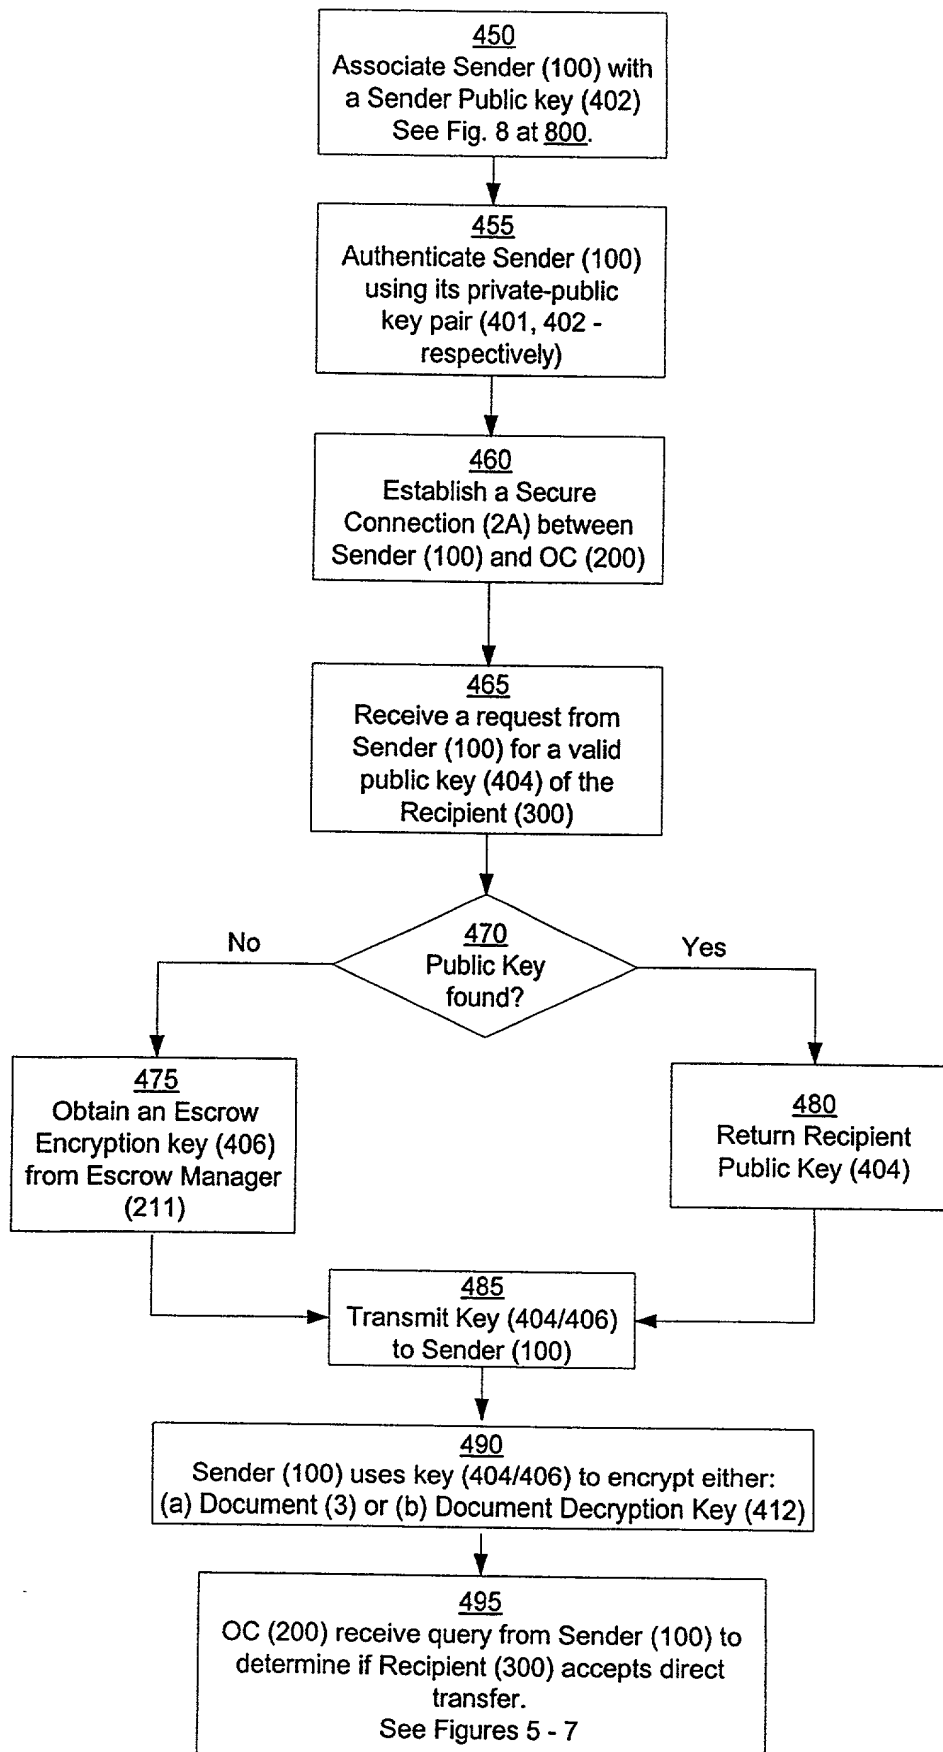 450
Associate Sender (100) with
a Sender Public key (402)
See Fig. 8 at 800.
455
Authenticate Sender (100)
using its private-public
key pair (401, 402 -
respectively)
460
Establish a Secure
Connection (2A) between
Sender (100) and OC (200)
465
Receive a request from
Sender (100) for a valid
public key (404) of the
Recipient (300)
470
Public Key
found?
No
Yes
475
Obtain an Escrow
Encryption key (406)
from Escrow Manager
(211)
480
Return Recipient
Public Key (404)
485
Transmit Key (404/406)
to Sender (100)
490
Sender (100) uses key (404/406) to encrypt either:
(a) Document (3) or (b) Document Decryption Key (412)
495
OC (200) receive query from Sender (100) to
determine if Recipient (300) accepts direct
transfer.
See Figures 5 - 7